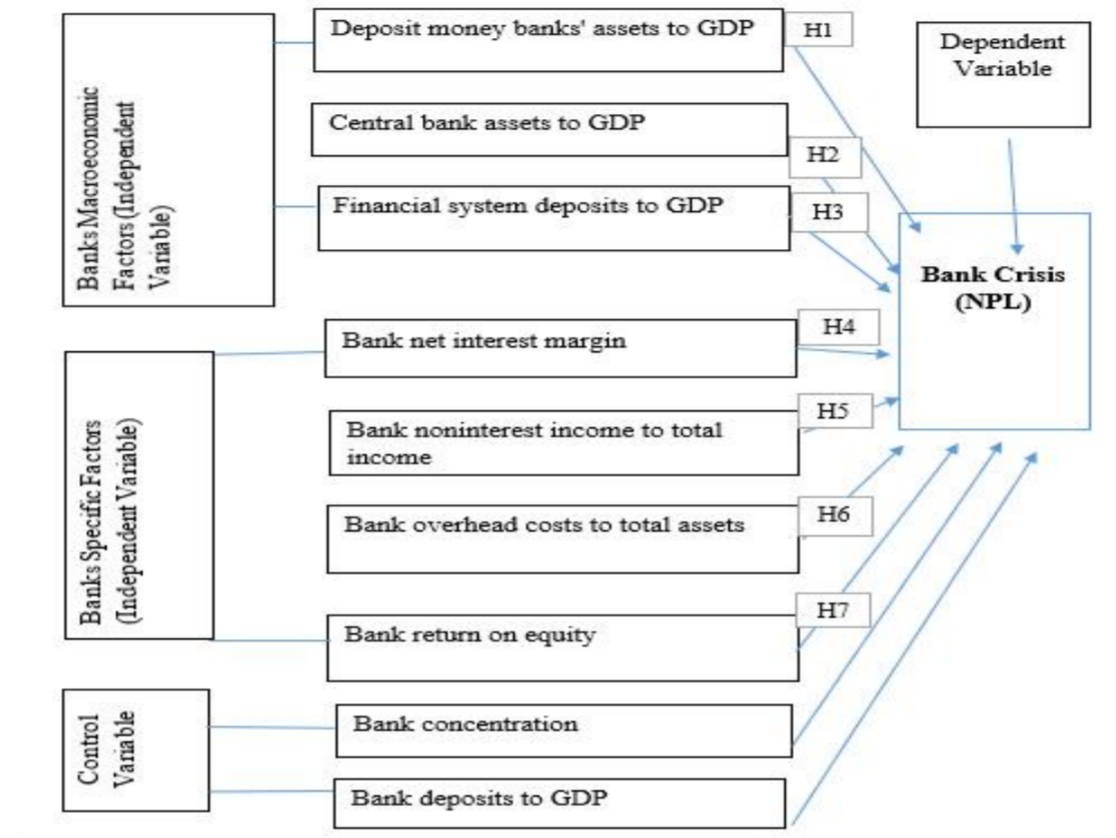 Banks Macroeconomic
Factors (Independent
Variable)
Deposit money banks' assets to GDP
H1
Dependent
Variable
Central bank assets to GDP
H2
Financial system deposits to GDP
H3
Bank Crisis
(NPL)
Banks Specific Factors
(Independent Variable)
Bank net interest margin
H4
Bank noninterest income to total
income
H5
Bank overhead costs to total assets
H6
Bank return on equity
H7
Control
Variable
Bank concentration
Bank deposits to GDP